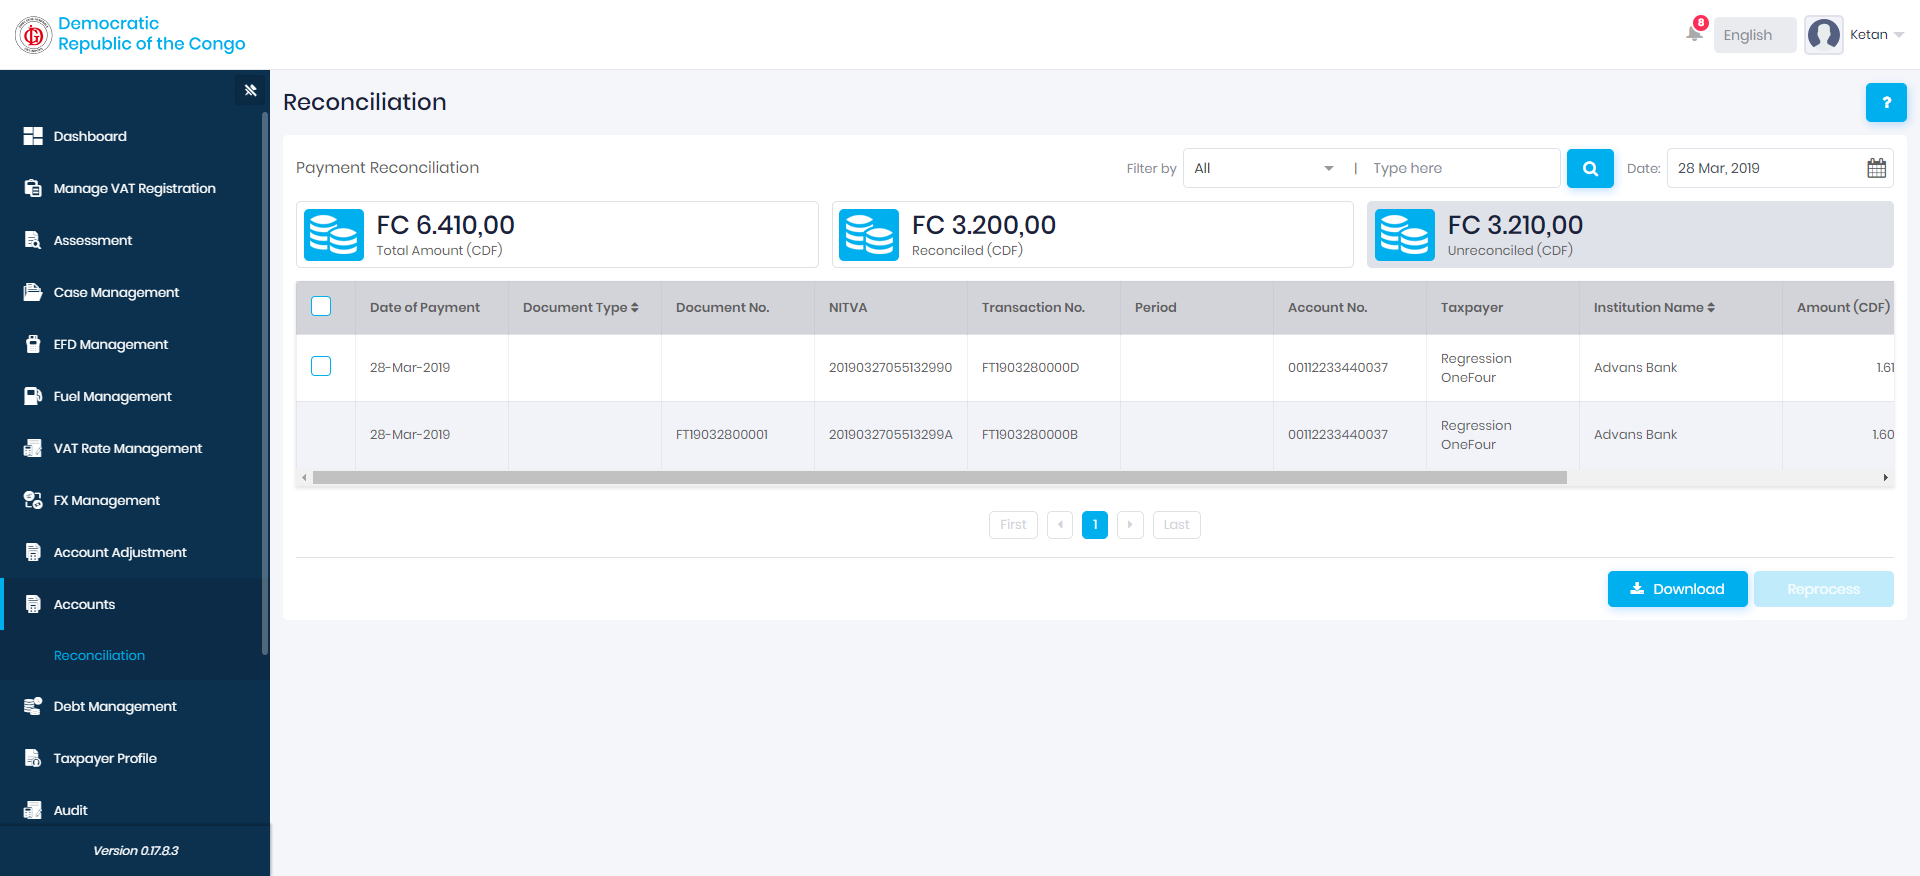 Democratic
Republic of the Congo
8
English
Ketan
Dashboard
Manage VAT Registration
Assessment
Case Management
EFD Management
Fuel Management
VAT Rate Management
FX Management
Account Adjustment
Accounts
Reconciliation
Debt Management
Taxpayer Profile
Audit
Version 0.17.8.3
Reconciliation
?
Payment Reconciliation
Filter by All | Type here Date: 28 Mar, 2019
FC 6.410,00
Total Amount (CDF)
FC 3.200,00
Reconciled (CDF)
FC 3.210,00
Unreconciled (CDF)
Date of Payment Document Type Document No. NITVA Transaction No. Period Account No. Taxpayer Institution Name Amount (CDF)
28-Mar-2019 20190327055132990 FT1903280000D 00112233440037 Regression OneFour Advans Bank 1.61
28-Mar-2019 FT19032800001 2019032705513299A FT1903280000B 00112233440037 Regression OneFour Advans Bank 1.60
First 1 Last
Download Reprocess